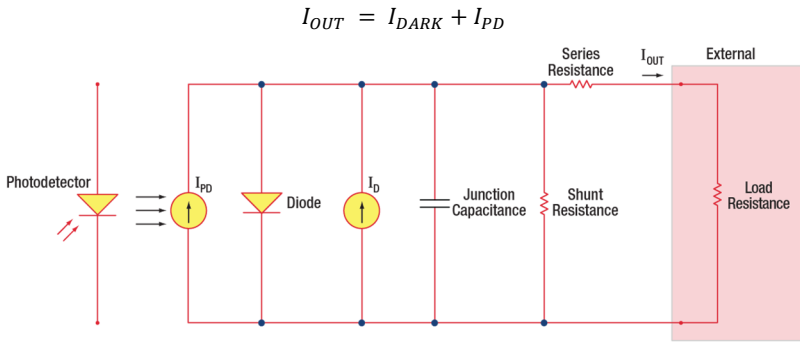 I_OUT = I_DARK + I_PD
Series
Resistance
I_OUT
External
Photodetector
I_PD
Diode
I_D
Junction
Capacitance
Shunt
Resistance
Load
Resistance